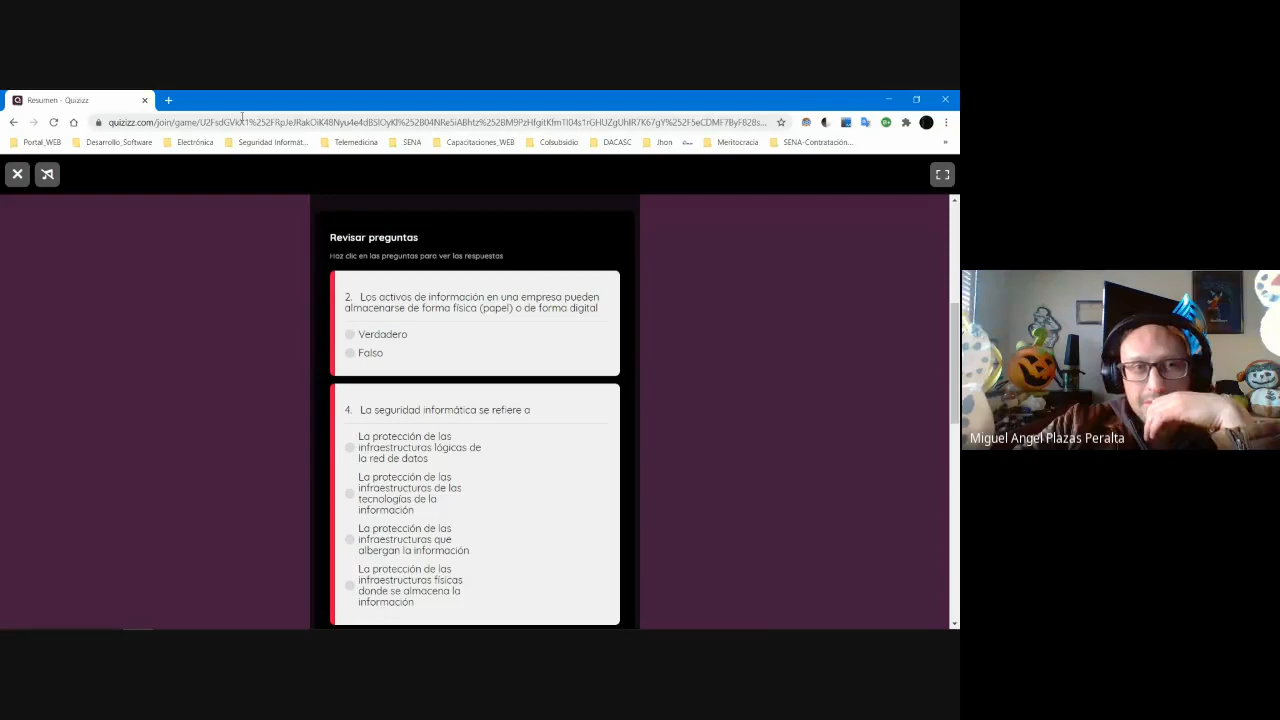 Resumen - Quizizz
Portal_WEB Desarrollo_Software Electrónica Seguridad Informát... Telemedicina SENA Capacitaciones_WEB Colsubsidio DACASC Jhon Meritocracia SENA-Contratación... »
Revisar preguntas
Haz clic en las preguntas para ver las respuestas
2. Los activos de información en una empresa pueden
almacenarse de forma física (papel) o de forma digital
Verdadero
Falso
4. La seguridad informática se refiere a
La protección de las
infraestructuras lógicas de
la red de datos
La protección de las
infraestructuras de las
tecnologías de la
información
La protección de las
infraestructuras que
albergan la información
La protección de las
infraestructuras físicas
donde se almacena la
información
Miguel Angel Plazas Peralta